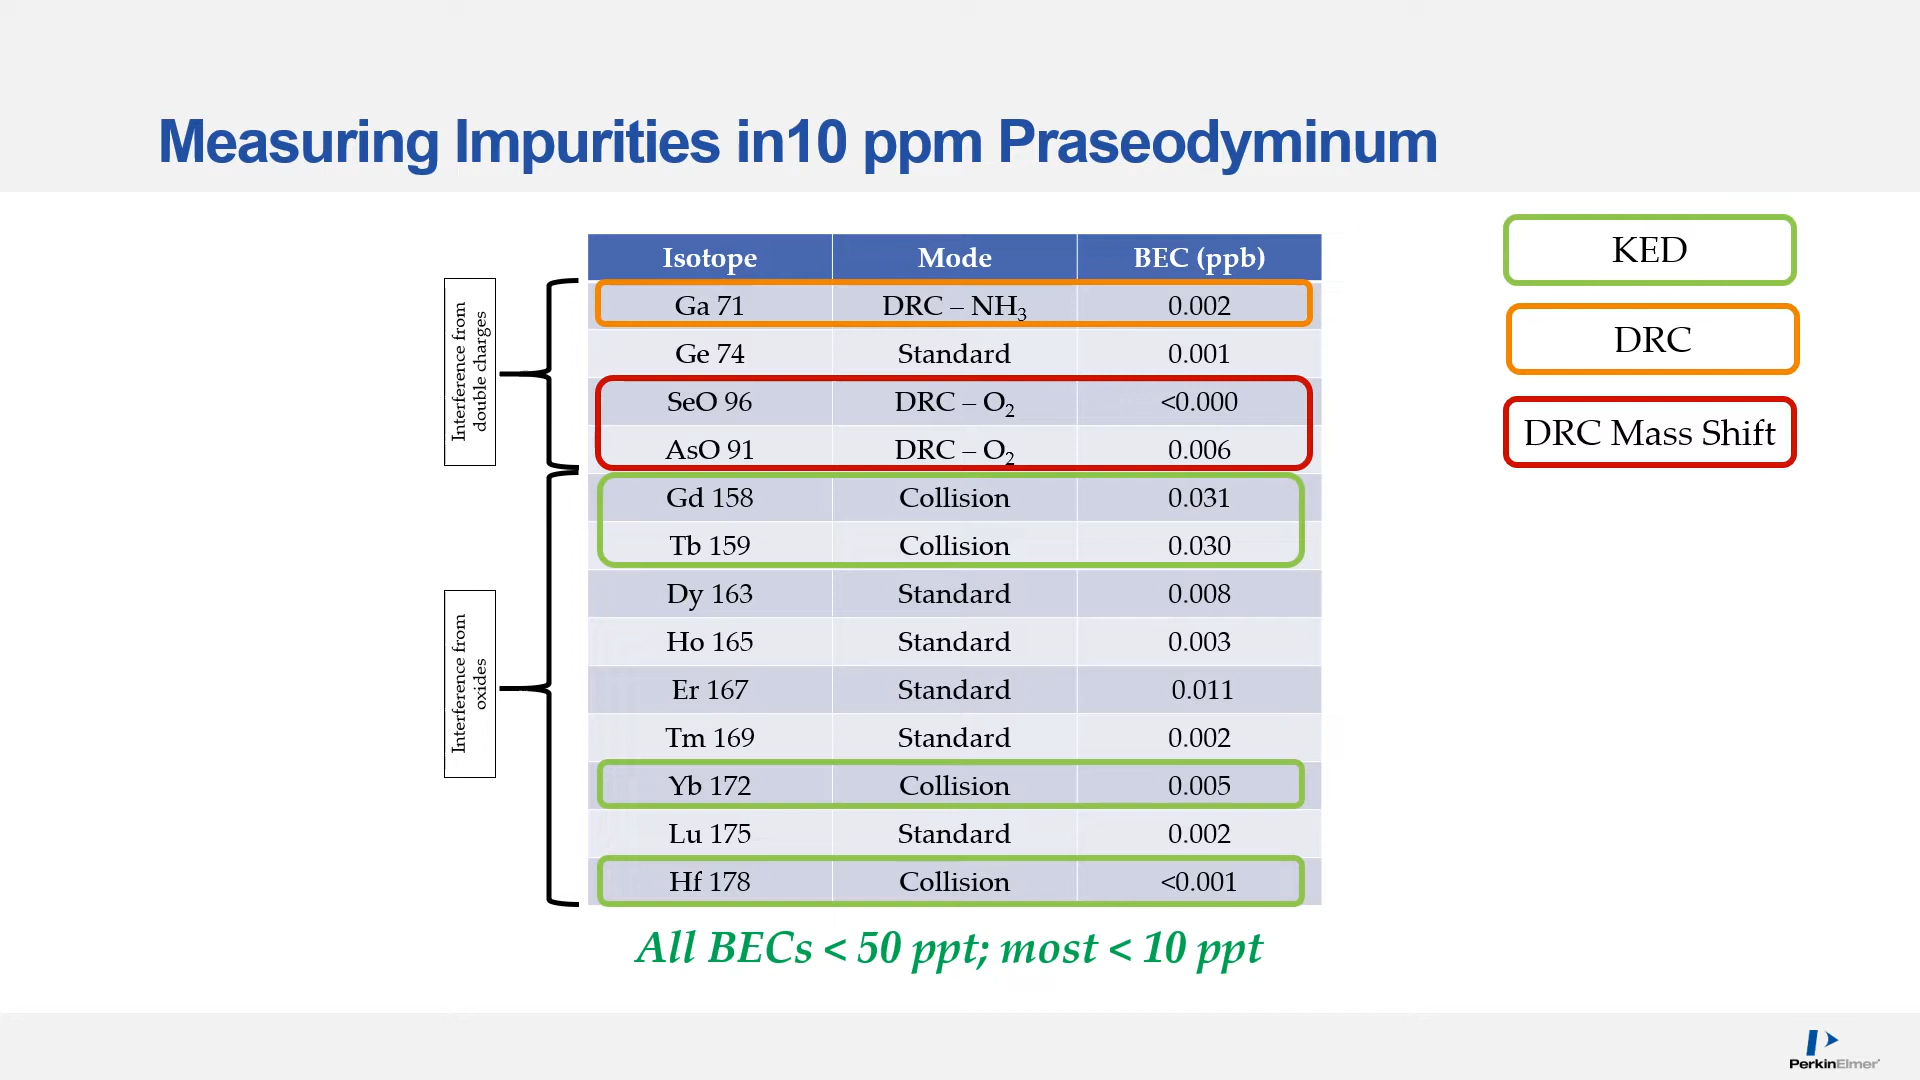 Measuring Impurities in10 ppm Praseodyminum
Isotope Mode BEC (ppb)
Ga 71 DRC – NH₃ 0.002
Ge 74 Standard 0.001
SeO 96 DRC – O₂ <0.000
AsO 91 DRC – O₂ 0.006
Gd 158 Collision 0.031
Tb 159 Collision 0.030
Dy 163 Standard 0.008
Ho 165 Standard 0.003
Er 167 Standard 0.011
Tm 169 Standard 0.002
Yb 172 Collision 0.005
Lu 175 Standard 0.002
Hf 178 Collision <0.001
Interference from
double charges
Interference from
oxides
KED
DRC
DRC Mass Shift
All BECs < 50 ppt; most < 10 ppt
PerkinElmer